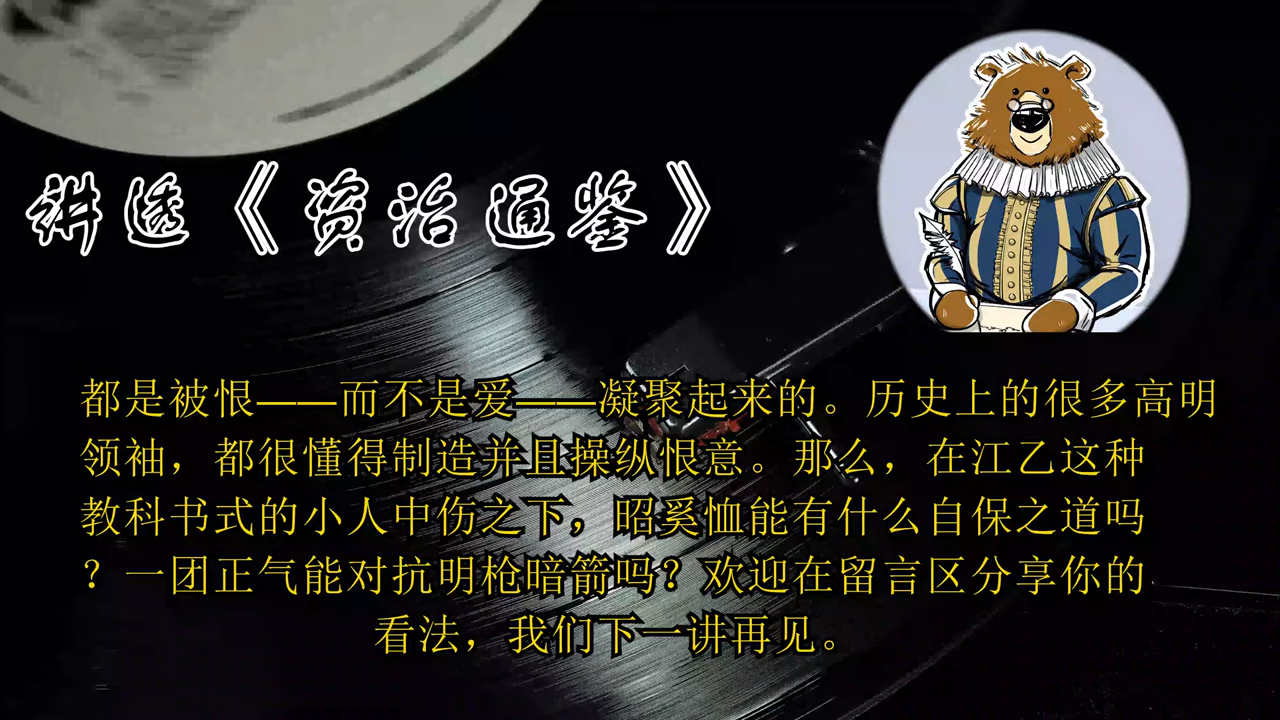 讲透《资治通鉴》
都是被恨——而不是爱——凝聚起来的。历史上的很多高明
领袖，都很懂得制造并且操纵恨意。那么，在江乙这种
教科书式的小人中伤之下，昭奚恤能有什么自保之道吗
？一团正气能对抗明枪暗箭吗？欢迎在留言区分享你的
看法，我们下一讲再见。